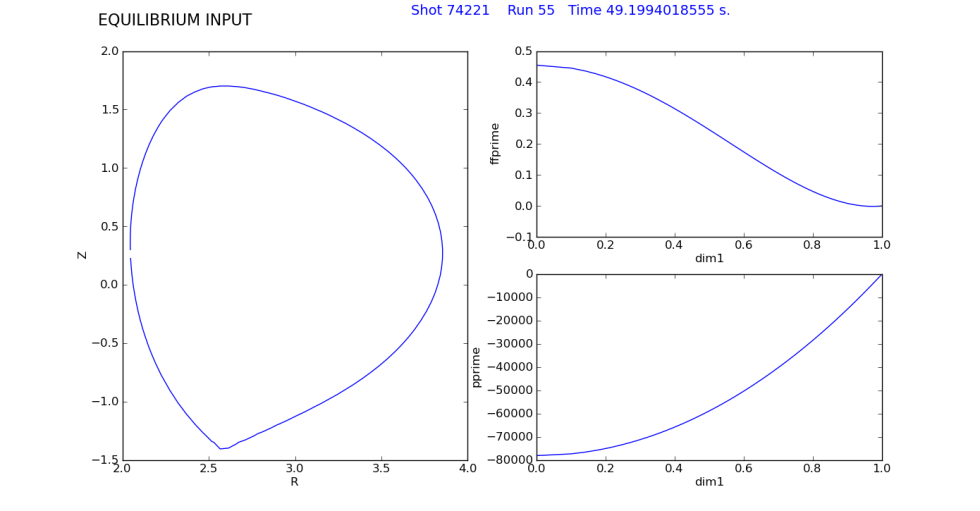 Shot 74221 Run 55 Time 49.1994018555 s.
EQUILIBRIUM INPUT
2.0
1.5
1.0
0.5
0.0
−0.5
−1.0
−1.5
Z
2.0 2.5 3.0 3.5 4.0
R
0.5
0.4
0.3
0.2
0.1
0.0
−0.1
ffprime
0.0 0.2 0.4 0.6 0.8 1.0
dim1
0
−10000
−20000
−30000
−40000
−50000
−60000
−70000
−80000
pprime
0.0 0.2 0.4 0.6 0.8 1.0
dim1